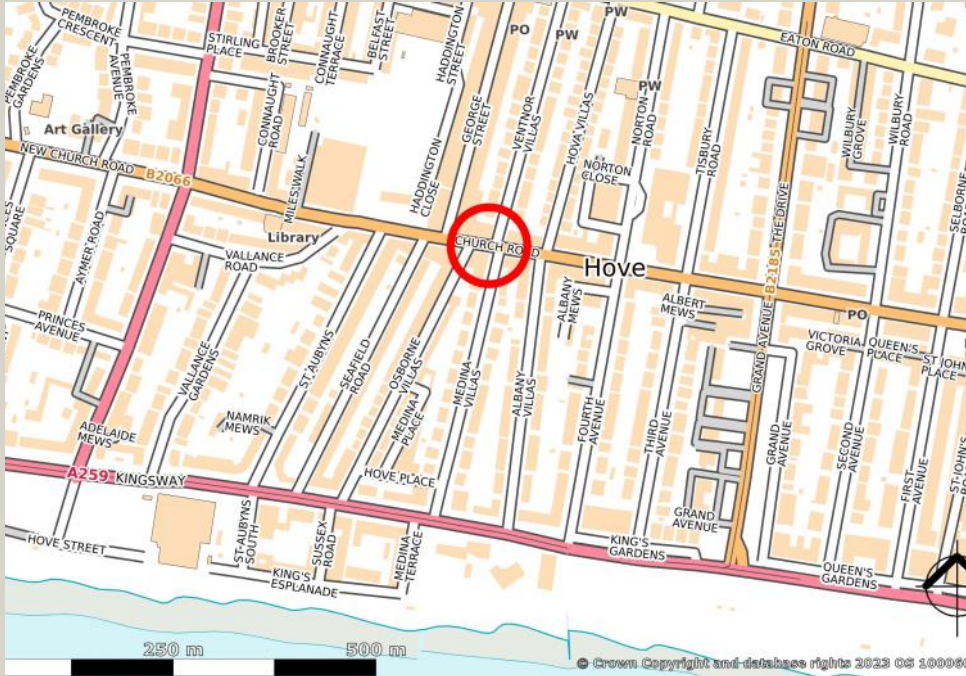 PEMBROKE
CRESCENT
PEMBROKE
GARDENS
PEMBROKE
AVENUE
STIRLING
PLACE
BROOKER
STREET
CONNAUGHT
TERRACE
BELFAST
STREET
HADDINGTON
STREET
GEORGE
STREET
PO
PW
PW
VENTNOR
VILLAS
HOVA VILLAS
PW
NORTON
ROAD
NORTON
CLOSE
TISBURY
ROAD
EATON ROAD
THE DRIVE
B2185
WILBURY
GROVE
WILBURY
ROAD
SELBORNE
Art Gallery
NEW CHURCH ROAD
B2066
CONNAUGHT
ROAD
MILES WALK
HADDINGTON
CLOSE
Library
CHURCH ROAD
Hove
SQUARE
AYMER ROAD
VALLANCE
ROAD
PRINCES
AVENUE
VALLANCE
GARDENS
ST AUBYNS
SEAFIELD
ROAD
OSBORNE
VILLAS
MEDINA
PLACE
MEDINA
VILLAS
ALBANY
VILLAS
ALBANY
MEWS
ALBERT
MEWS
FOURTH
AVENUE
THIRD
AVENUE
GRAND AVENUE
GRAND
AVENUE
PO
VICTORIA
GROVE
QUEEN'S
PLACE
ST JOHN
PLACE
SECOND
AVENUE
FIRST
AVENUE
ST JOHN'S
NAMRIK
MEWS
ADELAIDE
MEWS
A259
KINGSWAY
HOVE PLACE
GRAND
AVENUE
KING'S
GARDENS
QUEEN'S
GARDENS
HOVE STREET
ST AUBYNS
SOUTH
SUSSEX
ROAD
MEDINA
TERRACE
KING'S
ESPLANADE
250 m
500 m
© Crown Copyright and database rights 2023 OS 100060